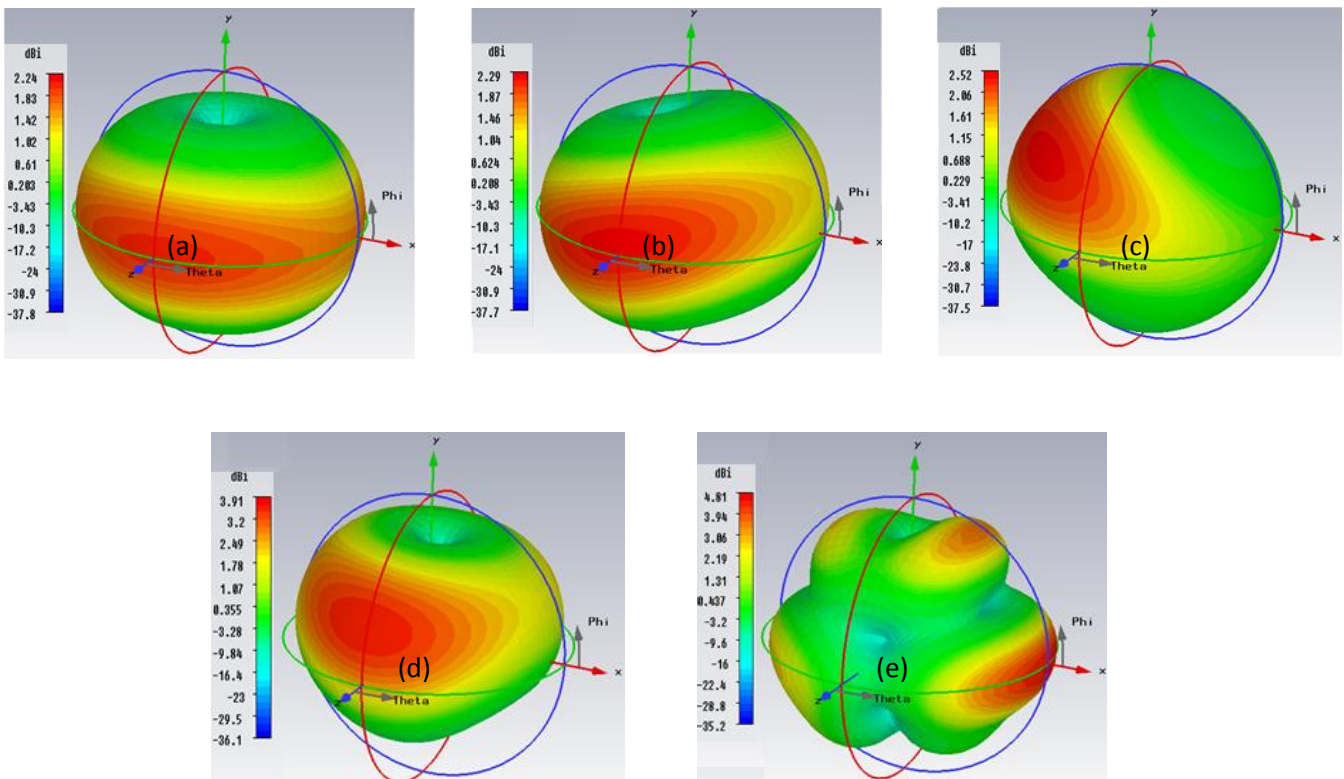 y
dBi
2.24
1.83
1.42
1.02
0.61
0.203
-3.43
-10.3
-17.2
-24
-30.9
-37.8
Phi
x
(a)
z
Theta
y
dBi
2.29
1.87
1.46
1.04
0.624
0.208
-3.43
-10.3
-17.1
-24
-30.9
-37.7
Phi
x
(b)
z
Theta
y
dBi
2.52
2.06
1.61
1.15
0.688
0.229
-3.41
-10.2
-17
-23.8
-30.7
-37.5
Phi
x
(c)
z
Theta
y
dBi
3.91
3.2
2.49
1.78
1.07
0.355
-3.28
-9.84
-16.4
-23
-29.5
-36.1
Phi
x
(d)
z
Theta
y
dBi
4.81
3.94
3.06
2.19
1.31
0.437
-3.2
-9.6
-16
-22.4
-28.8
-35.2
Phi
x
(e)
z
Theta